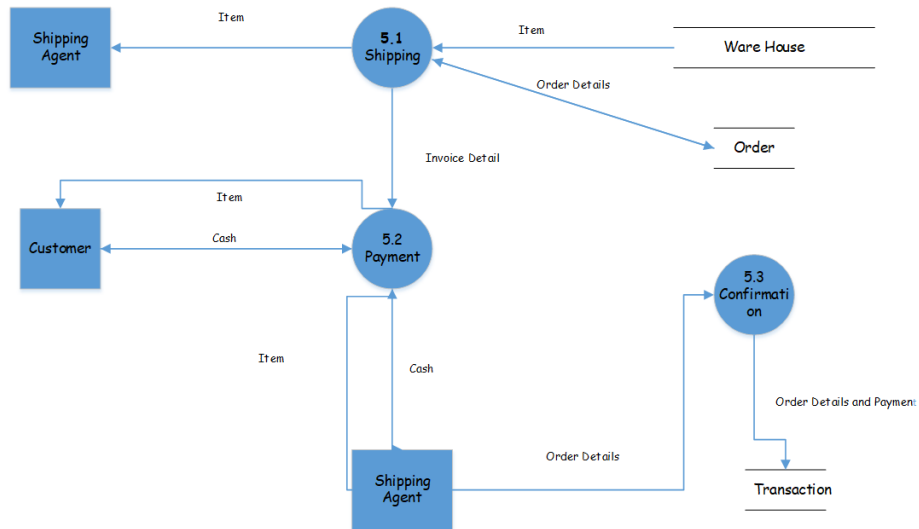 Item
Shipping
Agent
5.1
Shipping
Item
Ware House
Order Details
Order
Invoice Detail
Item
Customer
Cash
5.2
Payment
5.3
Confirmati
on
Item
Cash
Order Details and Payment
Shipping
Agent
Order Details
Transaction